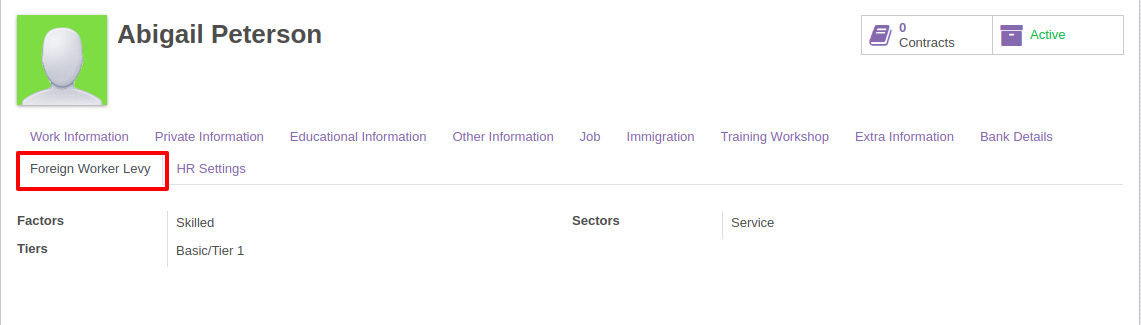 Abigail Peterson
0
Contracts
Active
Work Information Private Information Educational Information Other Information Job Immigration Training Workshop Extra Information Bank Details
Foreign Worker Levy HR Settings
Factors Skilled Sectors Service
Tiers Basic/Tier 1